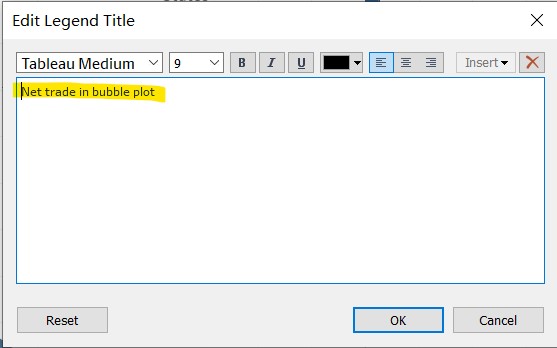 Edit Legend Title
Tableau Medium 9 B I U Insert
Net trade in bubble plot
Reset OK Cancel